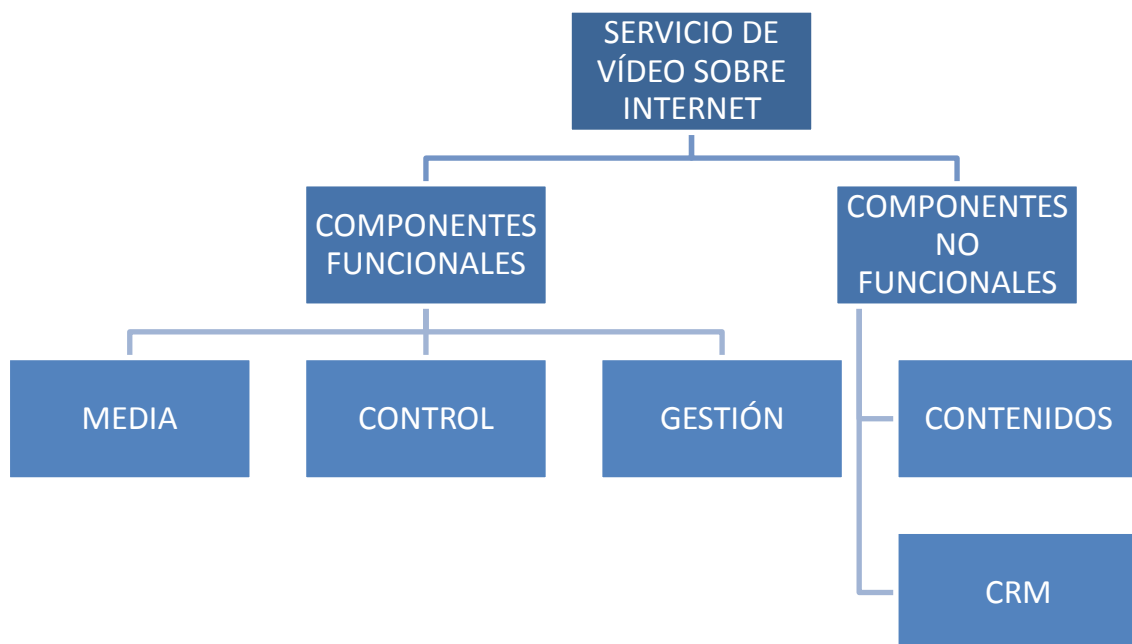 SERVICIO DE
VÍDEO SOBRE
INTERNET
COMPONENTES
FUNCIONALES
COMPONENTES
NO
FUNCIONALES
MEDIA
CONTROL
GESTIÓN
CONTENIDOS
CRM